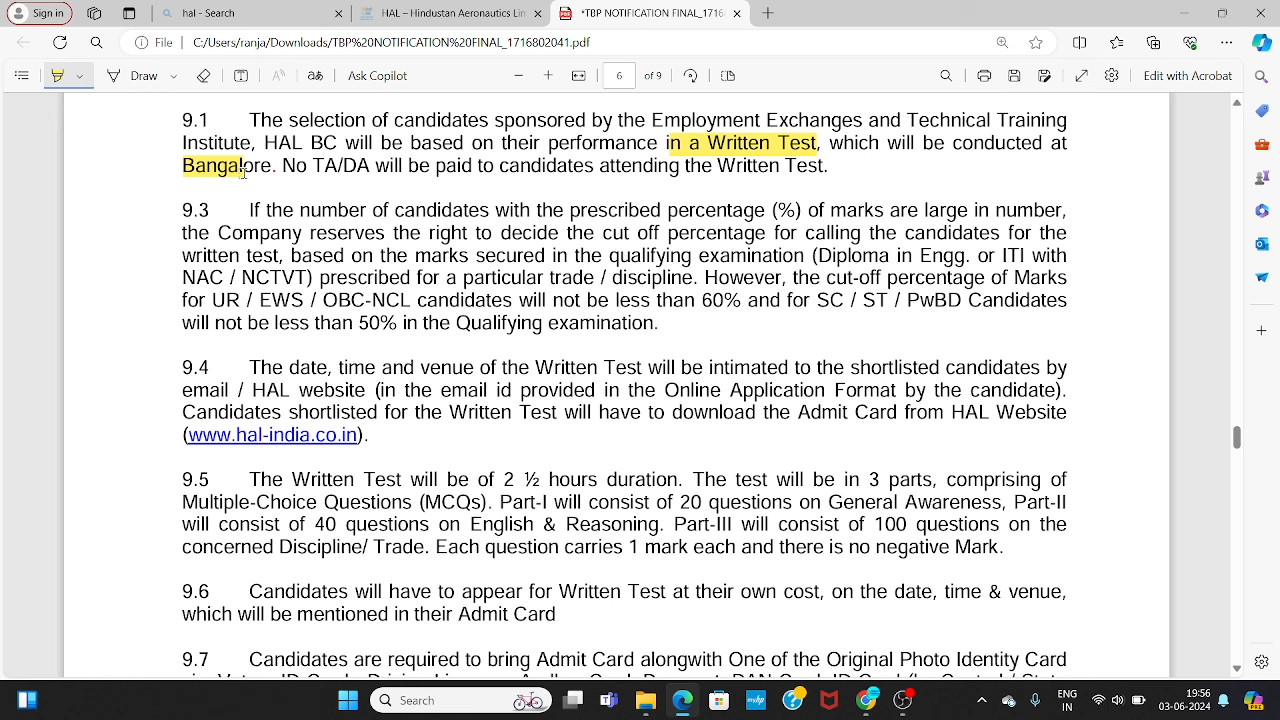 Sign in
hal - Search
HAL – Hindustan Aeronautics Lim
PDF
*TBP NOTIFICATION FINAL_1716
File
C:/Users/ranja/Downloads/TBP%20NOTIFICATION%20FINAL_1716802041.pdf
Draw
Ask Copilot
6 of 9
Edit with Acrobat
9.1 The selection of candidates sponsored by the Employment Exchanges and Technical Training
Institute, HAL BC will be based on their performance in a Written Test, which will be conducted at
Bangalore. No TA/DA will be paid to candidates attending the Written Test.
9.3 If the number of candidates with the prescribed percentage (%) of marks are large in number,
the Company reserves the right to decide the cut off percentage for calling the candidates for the
written test, based on the marks secured in the qualifying examination (Diploma in Engg. or ITI with
NAC / NCTVT) prescribed for a particular trade / discipline. However, the cut-off percentage of Marks
for UR / EWS / OBC-NCL candidates will not be less than 60% and for SC / ST / PwBD Candidates
will not be less than 50% in the Qualifying examination.
9.4 The date, time and venue of the Written Test will be intimated to the shortlisted candidates by
email / HAL website (in the email id provided in the Online Application Format by the candidate).
Candidates shortlisted for the Written Test will have to download the Admit Card from HAL Website
(www.hal-india.co.in).
9.5 The Written Test will be of 2 ½ hours duration. The test will be in 3 parts, comprising of
Multiple-Choice Questions (MCQs). Part-I will consist of 20 questions on General Awareness, Part-II
will consist of 40 questions on English & Reasoning. Part-III will consist of 100 questions on the
concerned Discipline/ Trade. Each question carries 1 mark each and there is no negative Mark.
9.6 Candidates will have to appear for Written Test at their own cost, on the date, time & venue,
which will be mentioned in their Admit Card
9.7 Candidates are required to bring Admit Card alongwith One of the Original Photo Identity Card
Search
ENG
IN
19:56
03-06-2024